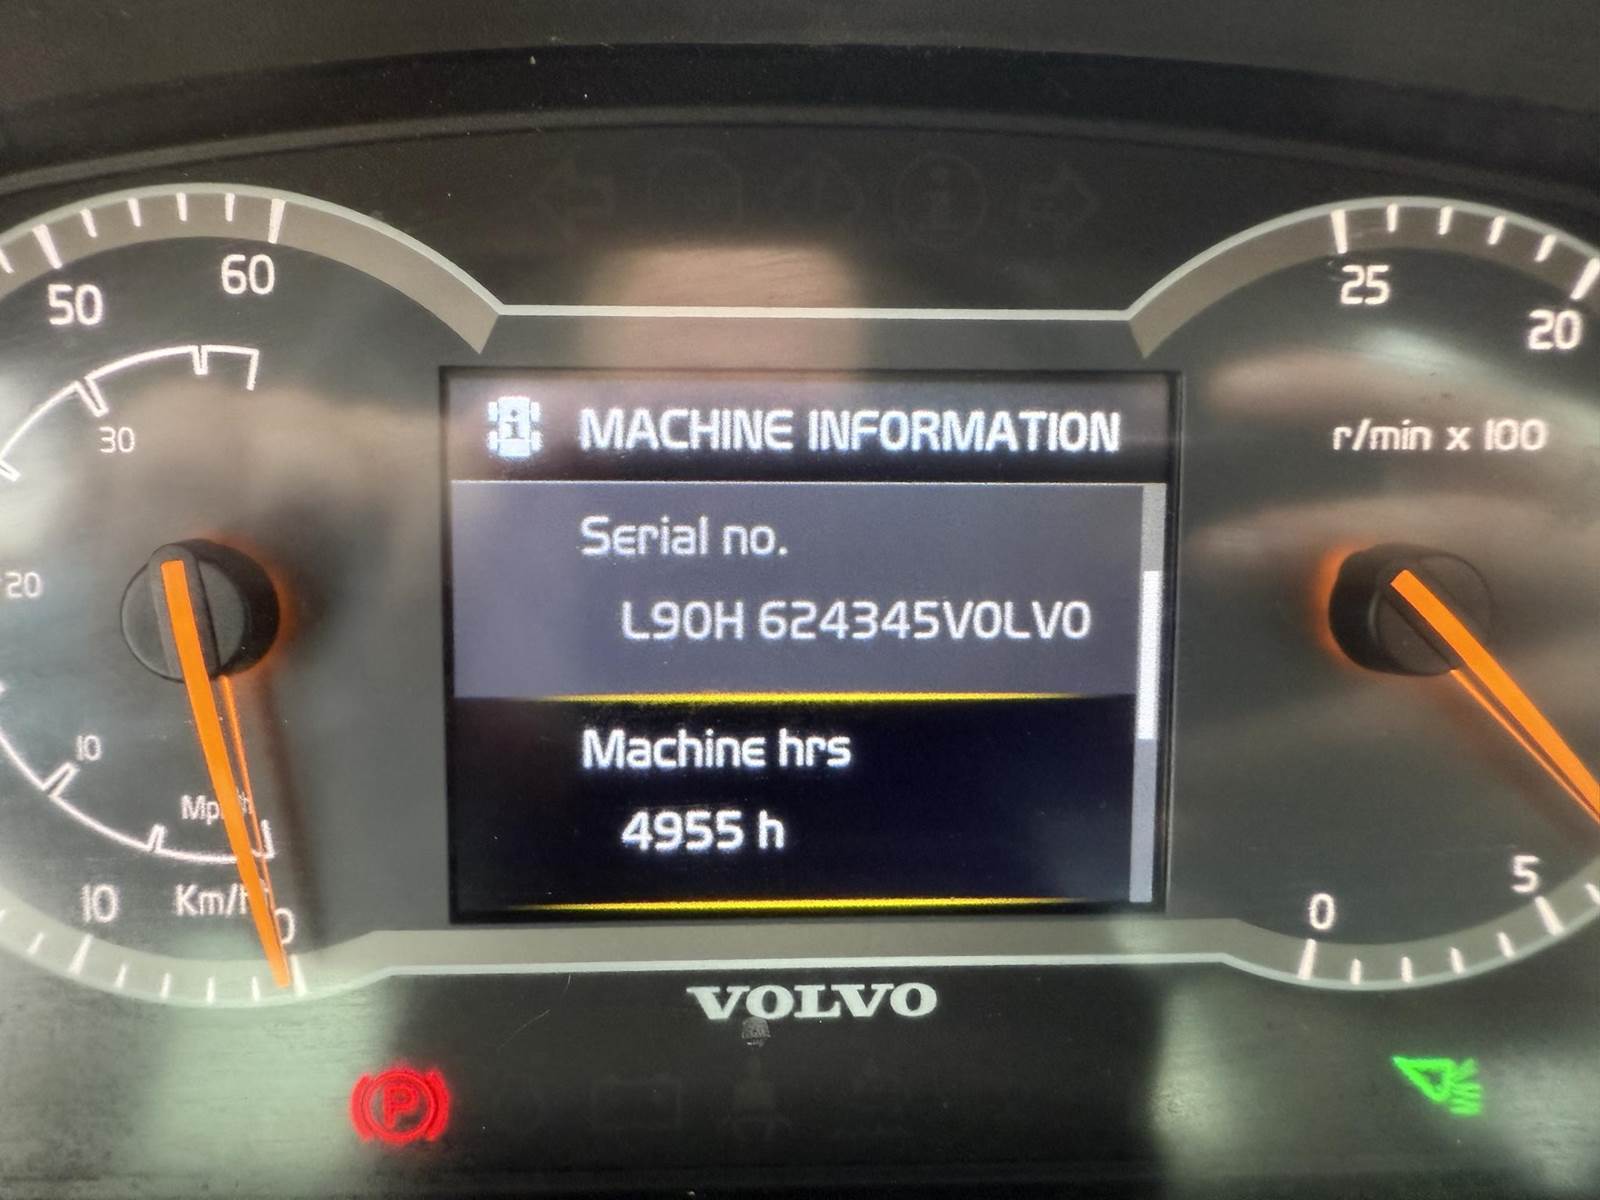 50
60
30
20
10
Mp
10
Km/h
0
MACHINE INFORMATION
Serial no.
L90H 624345VOLVO
Machine hrs
4955 h
25
20
r/min x 100
5
0
VOLVO
P